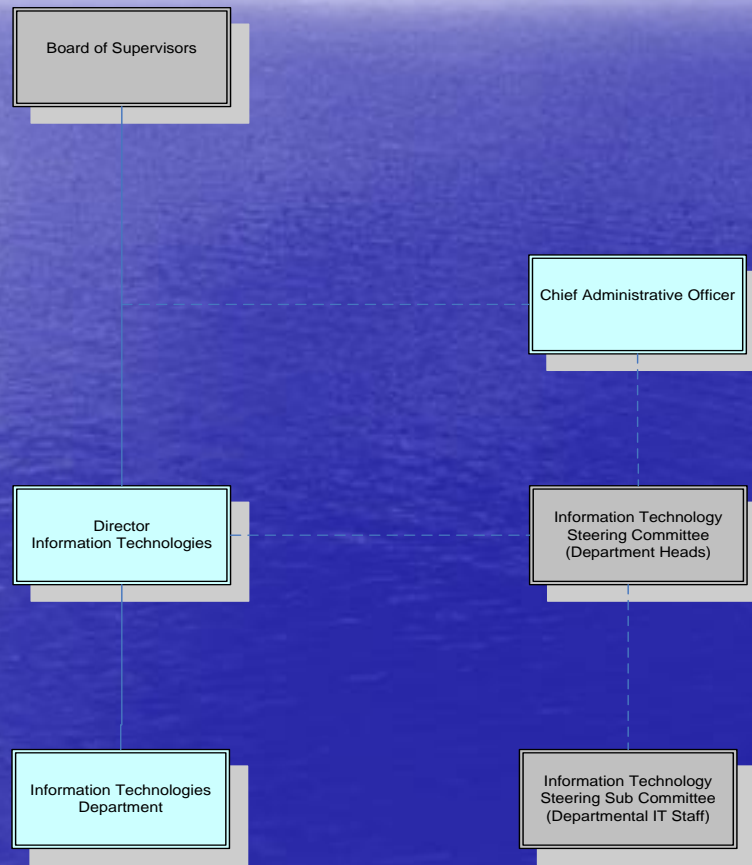 Board of Supervisors
Chief Administrative Officer
Director
Information Technologies
Information Technology
Steering Committee
(Department Heads)
Information Technologies
Department
Information Technology
Steering Sub Committee
(Departmental IT Staff)